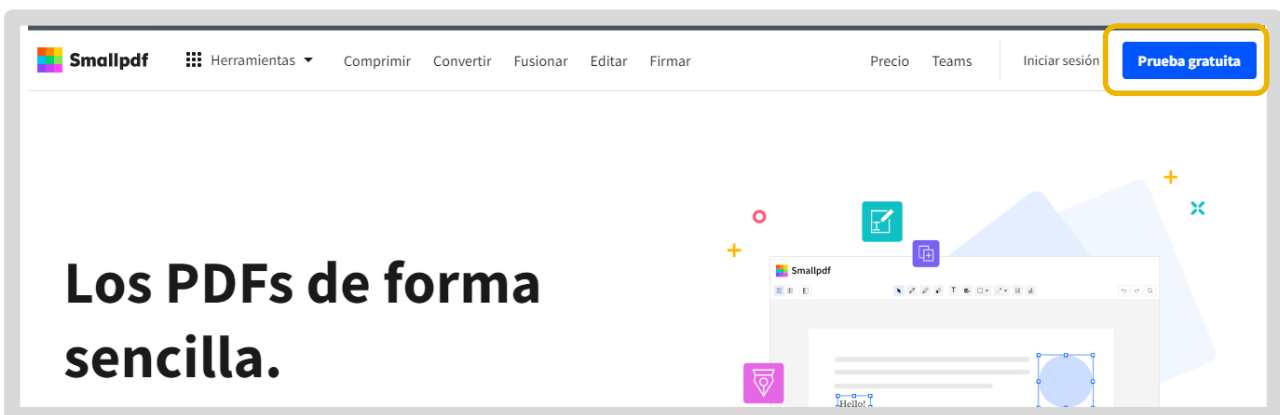 Smallpdf Herramientas Comprimir Convertir Fusionar Editar Firmar Precio Teams Iniciar sesión Prueba gratuita
Los PDFs de forma
sencilla.
Smallpdf
T
Hello!